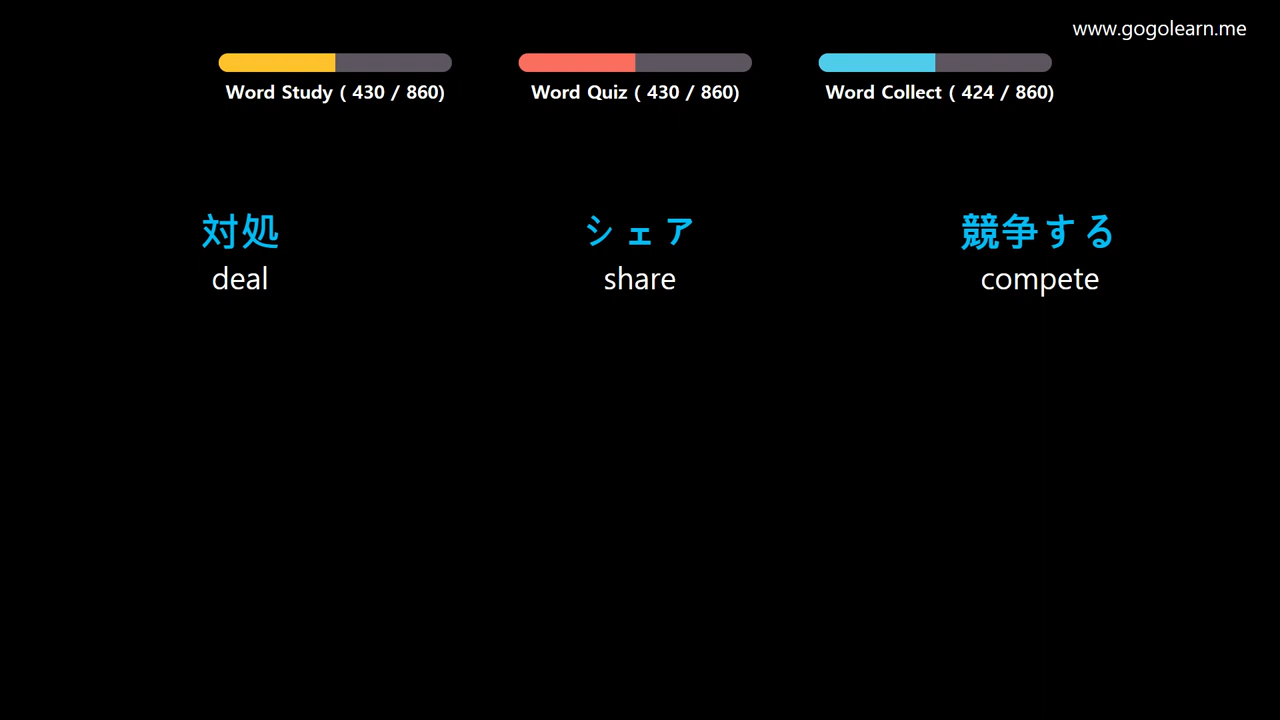 www.gogolearn.me
Word Study ( 430 / 860)
Word Quiz ( 430 / 860)
Word Collect ( 424 / 860)
対処
シェア
競争する
deal
share
compete